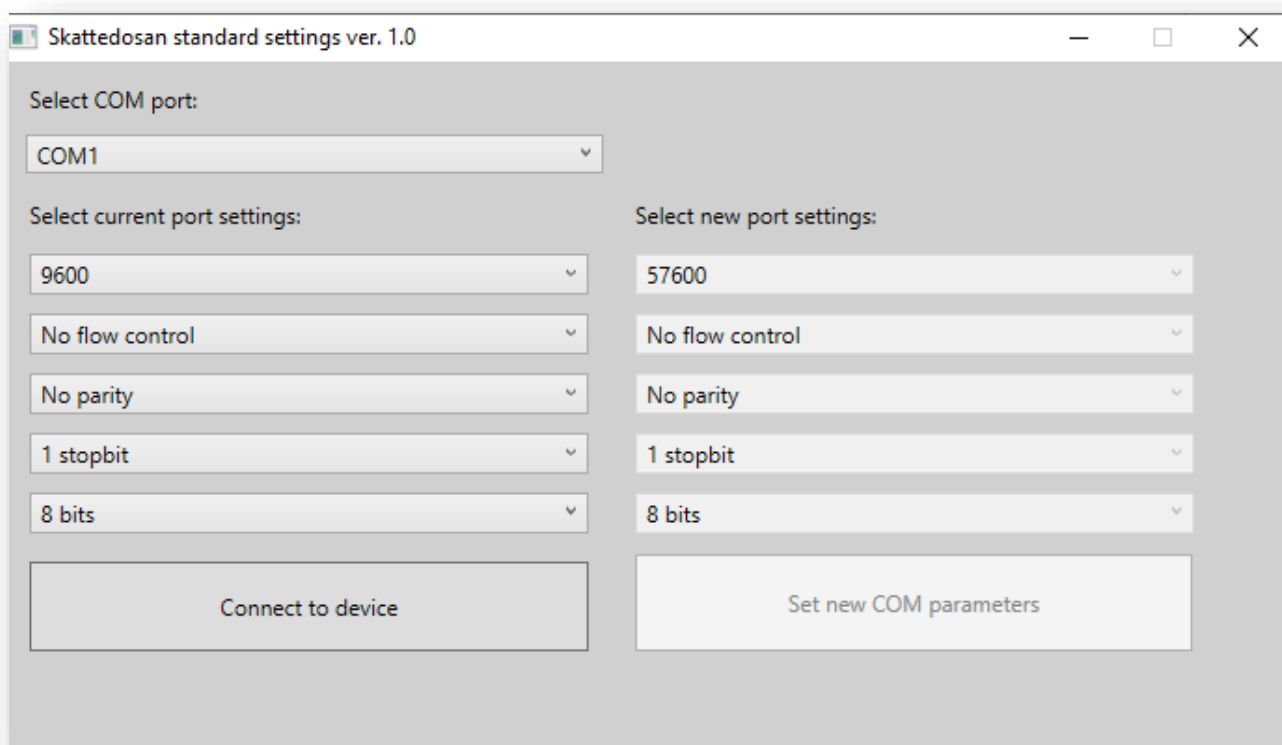 Skattedosan standard settings ver. 1.0
Select COM port:
COM1
Select current port settings:
9600
No flow control
No parity
1 stopbit
8 bits
Connect to device
Select new port settings:
57600
No flow control
No parity
1 stopbit
8 bits
Set new COM parameters